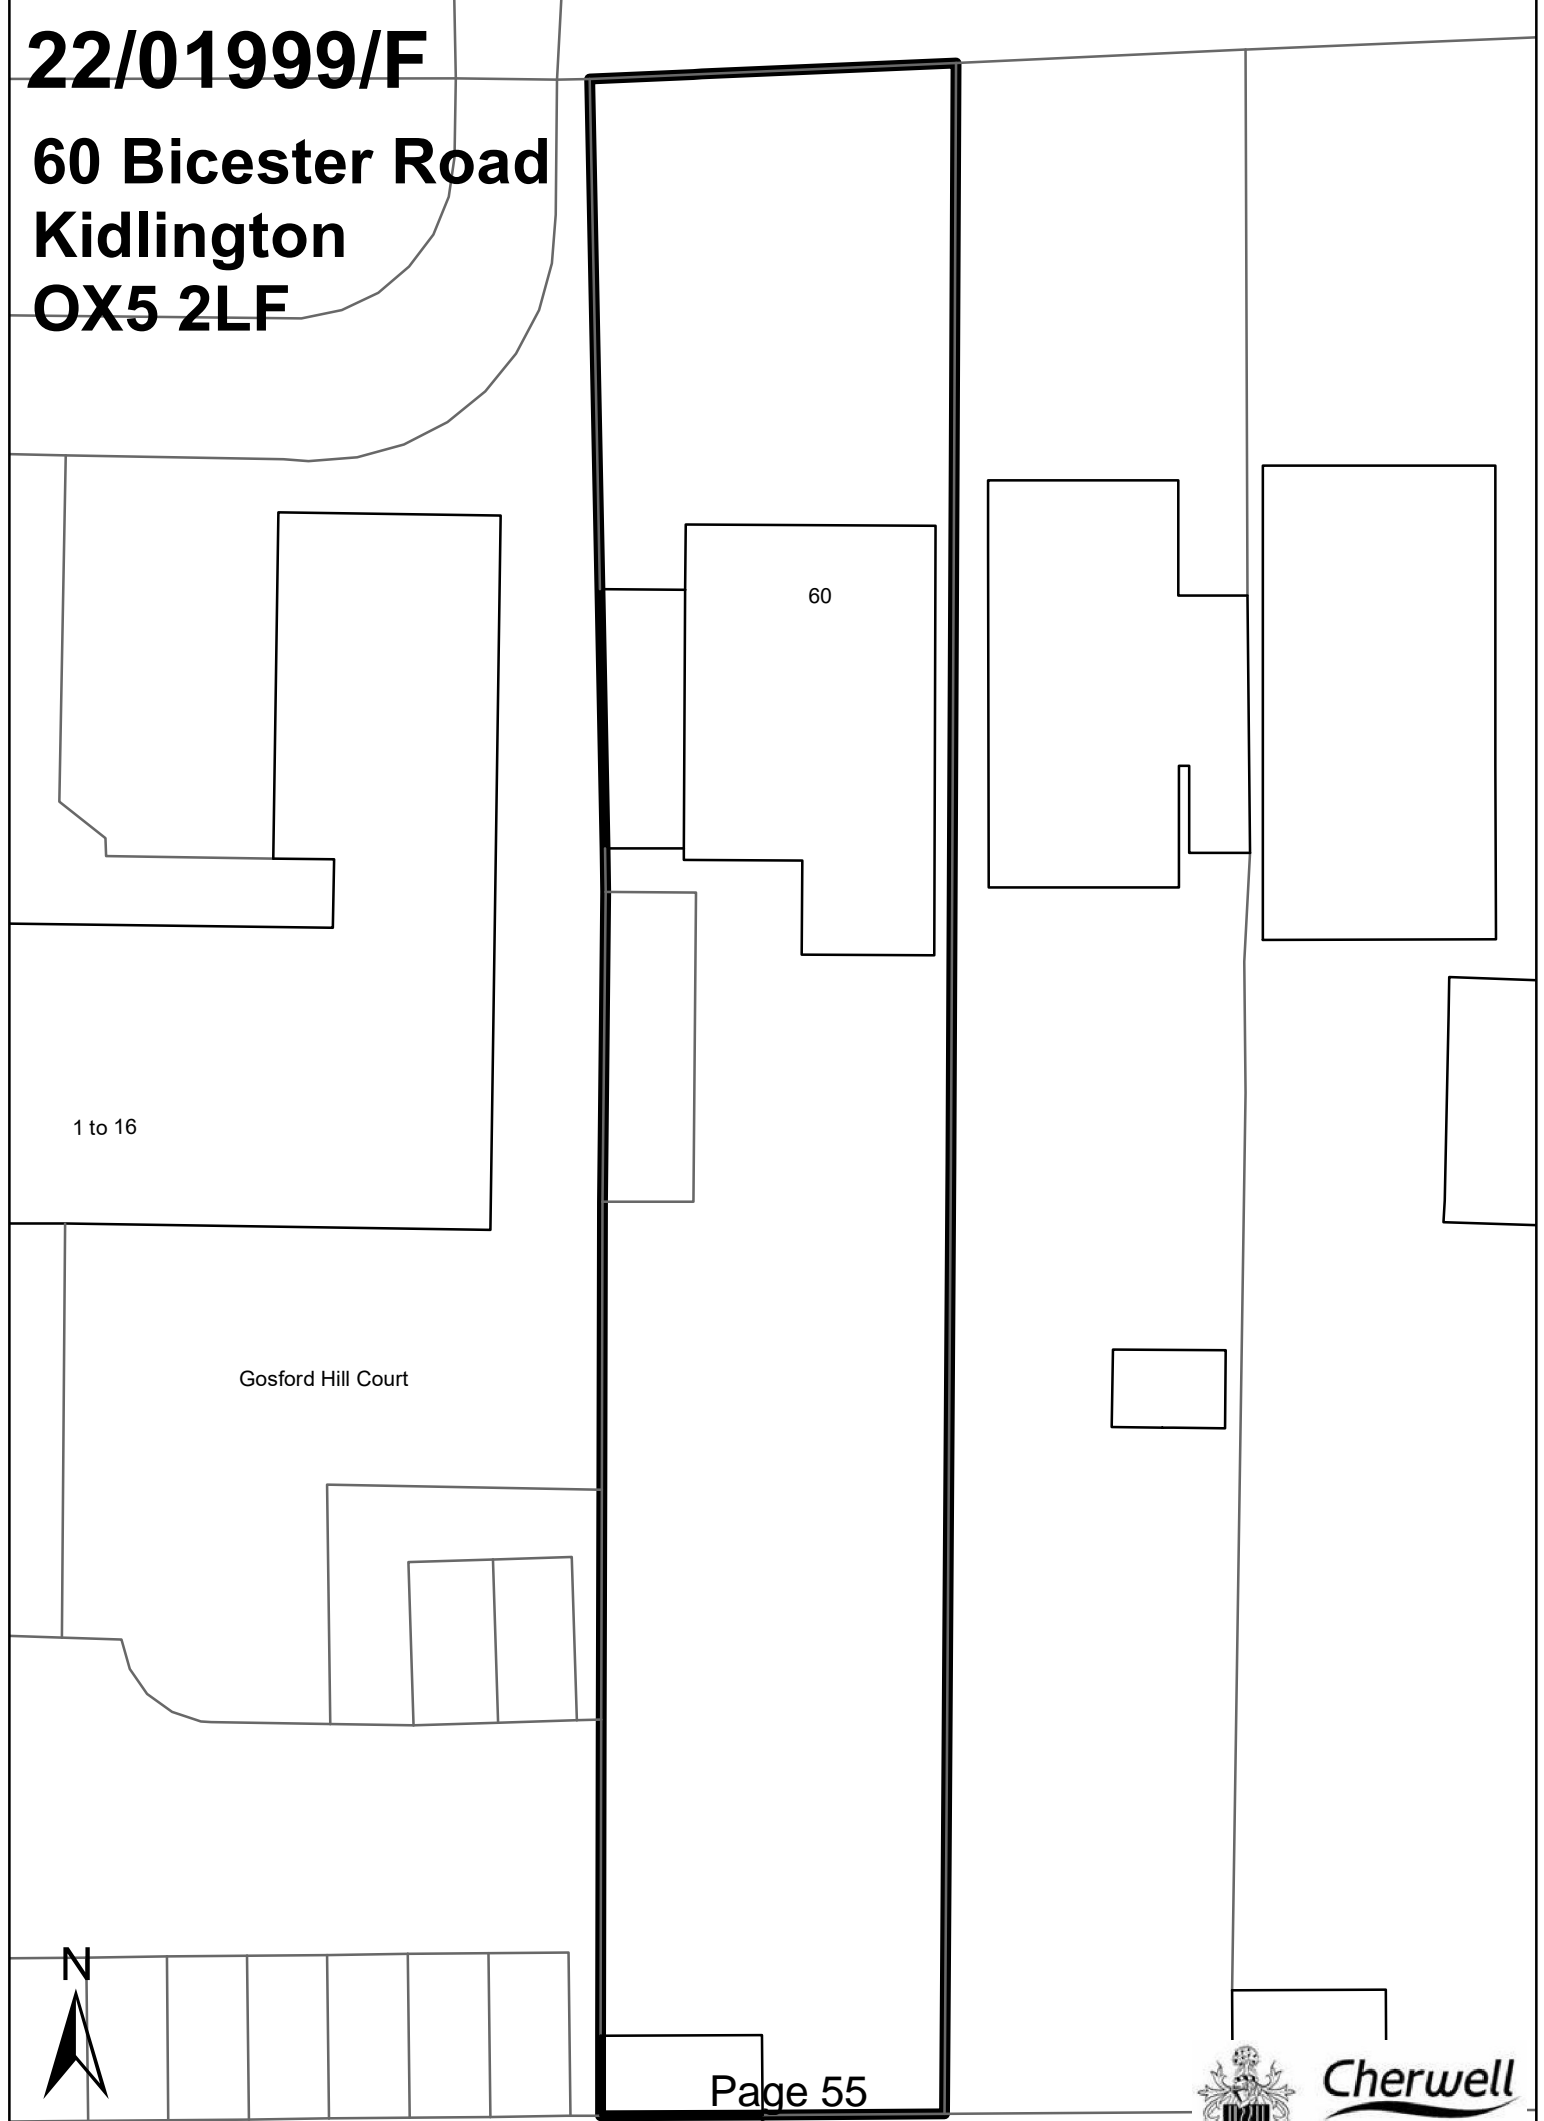 22/01999/F
60 Bicester Road
Kidlington
OX5 2LF
60
1 to 16
Gosford Hill Court
N
Page 55
Cherwell